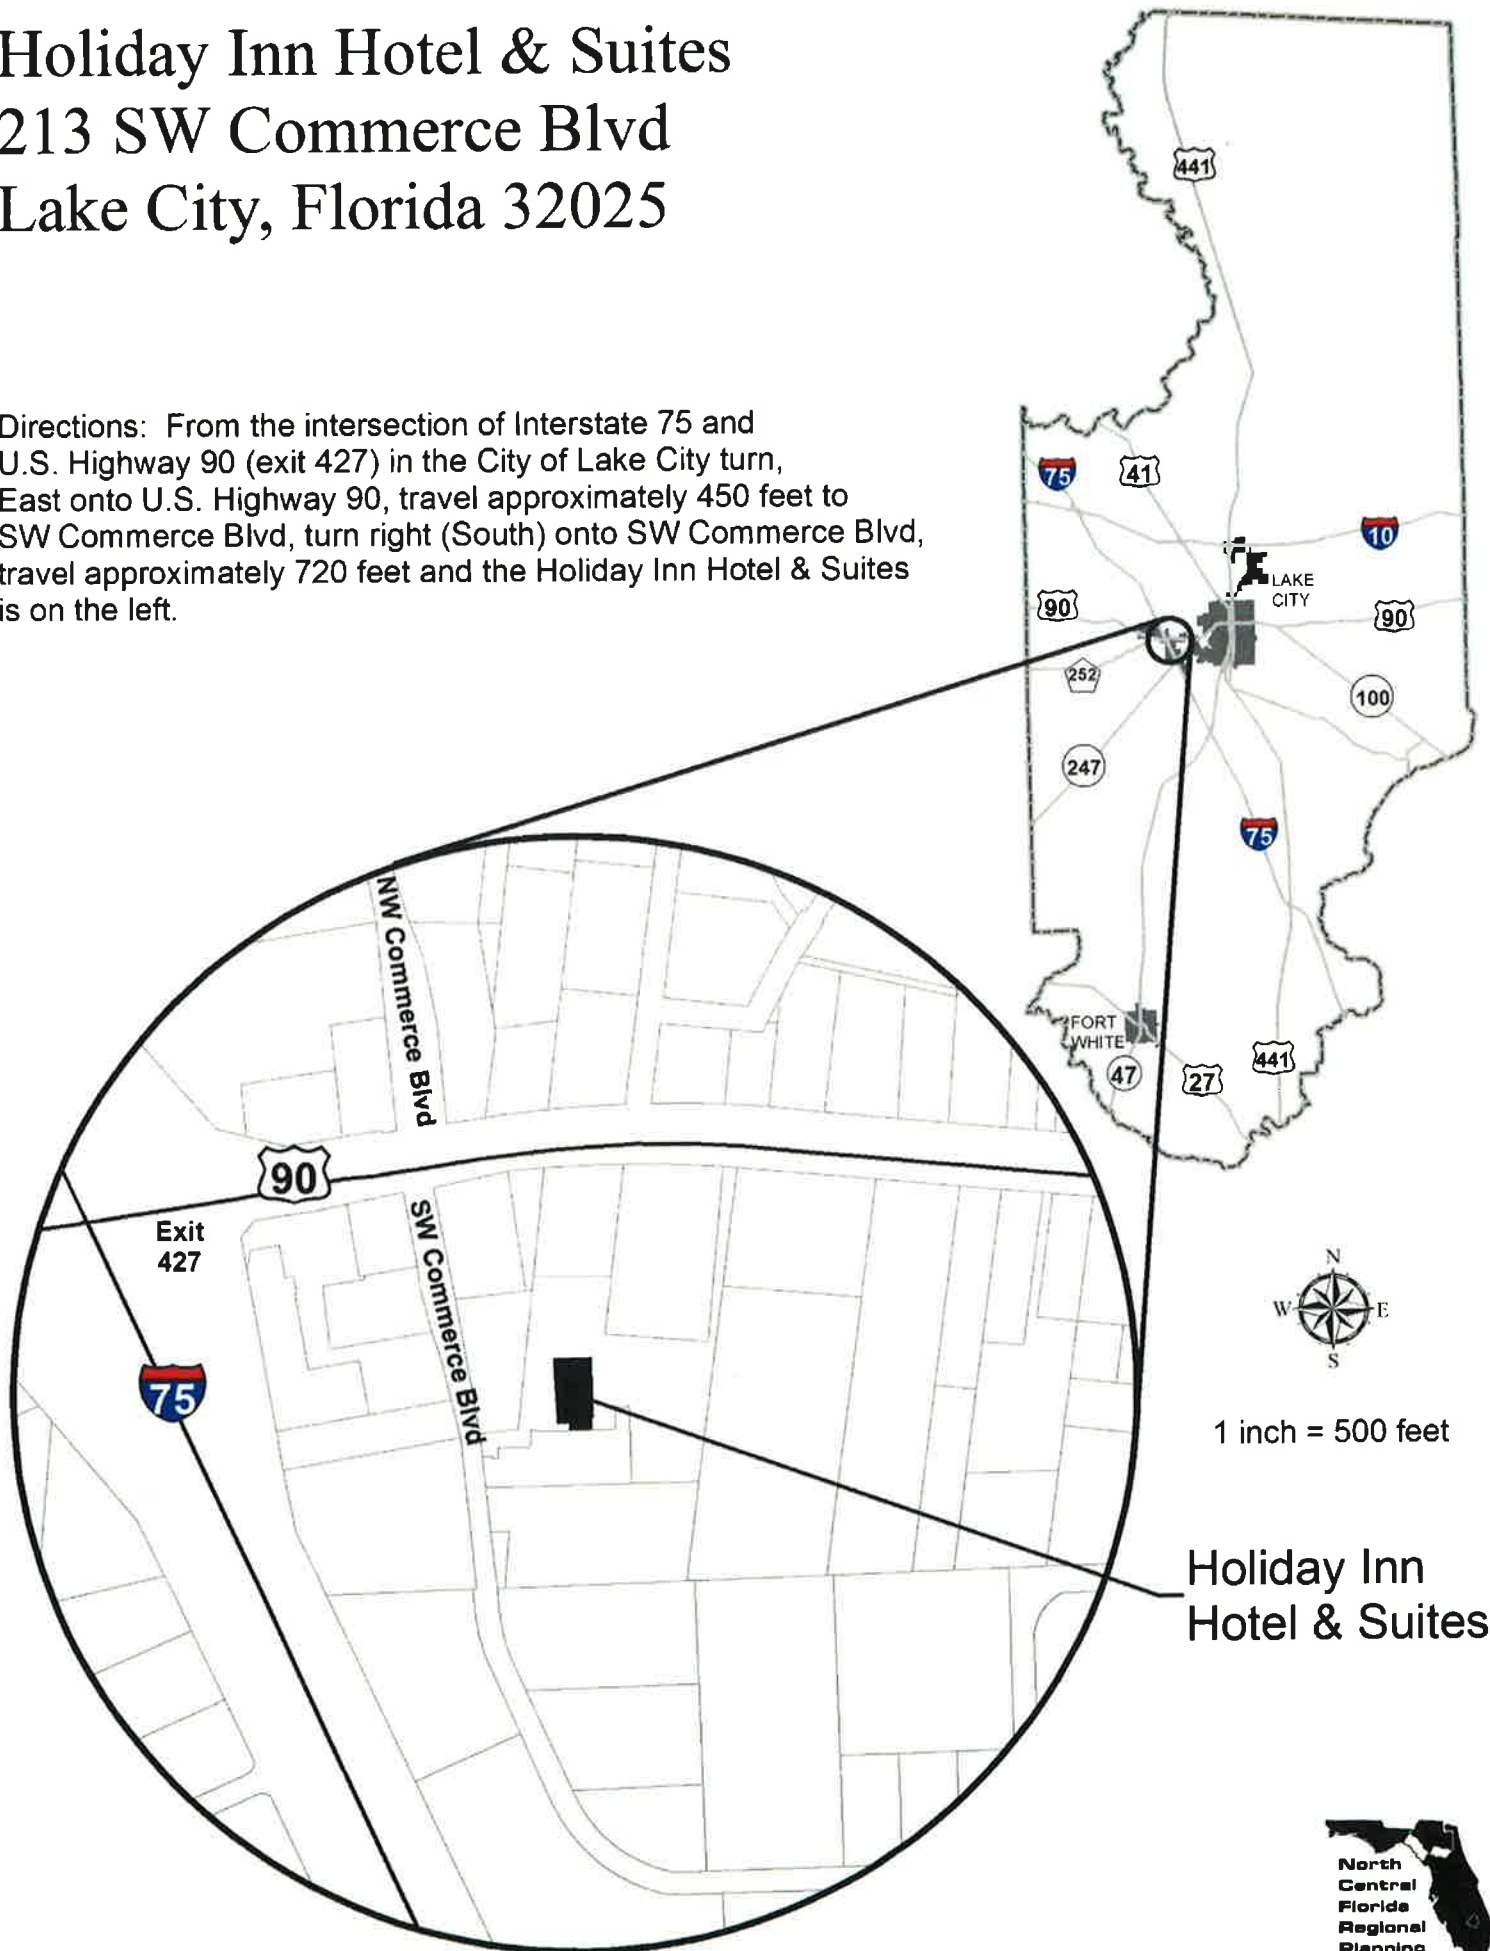 Holiday Inn Hotel & Suites
213 SW Commerce Blvd
Lake City, Florida 32025
Directions: From the intersection of Interstate 75 and
U.S. Highway 90 (exit 427) in the City of Lake City turn,
East onto U.S. Highway 90, travel approximately 450 feet to
SW Commerce Blvd, turn right (South) onto SW Commerce Blvd,
travel approximately 720 feet and the Holiday Inn Hotel & Suites
is on the left.
441
75
41
10
LAKE
CITY
90
90
252
100
247
75
FORT
WHITE
47
27
441
NW Commerce Blvd
90
Exit
427
SW Commerce Blvd
75
N
W
E
S
1 inch = 500 feet
Holiday Inn
Hotel & Suites
North
Central
Florida
Regional
Planning